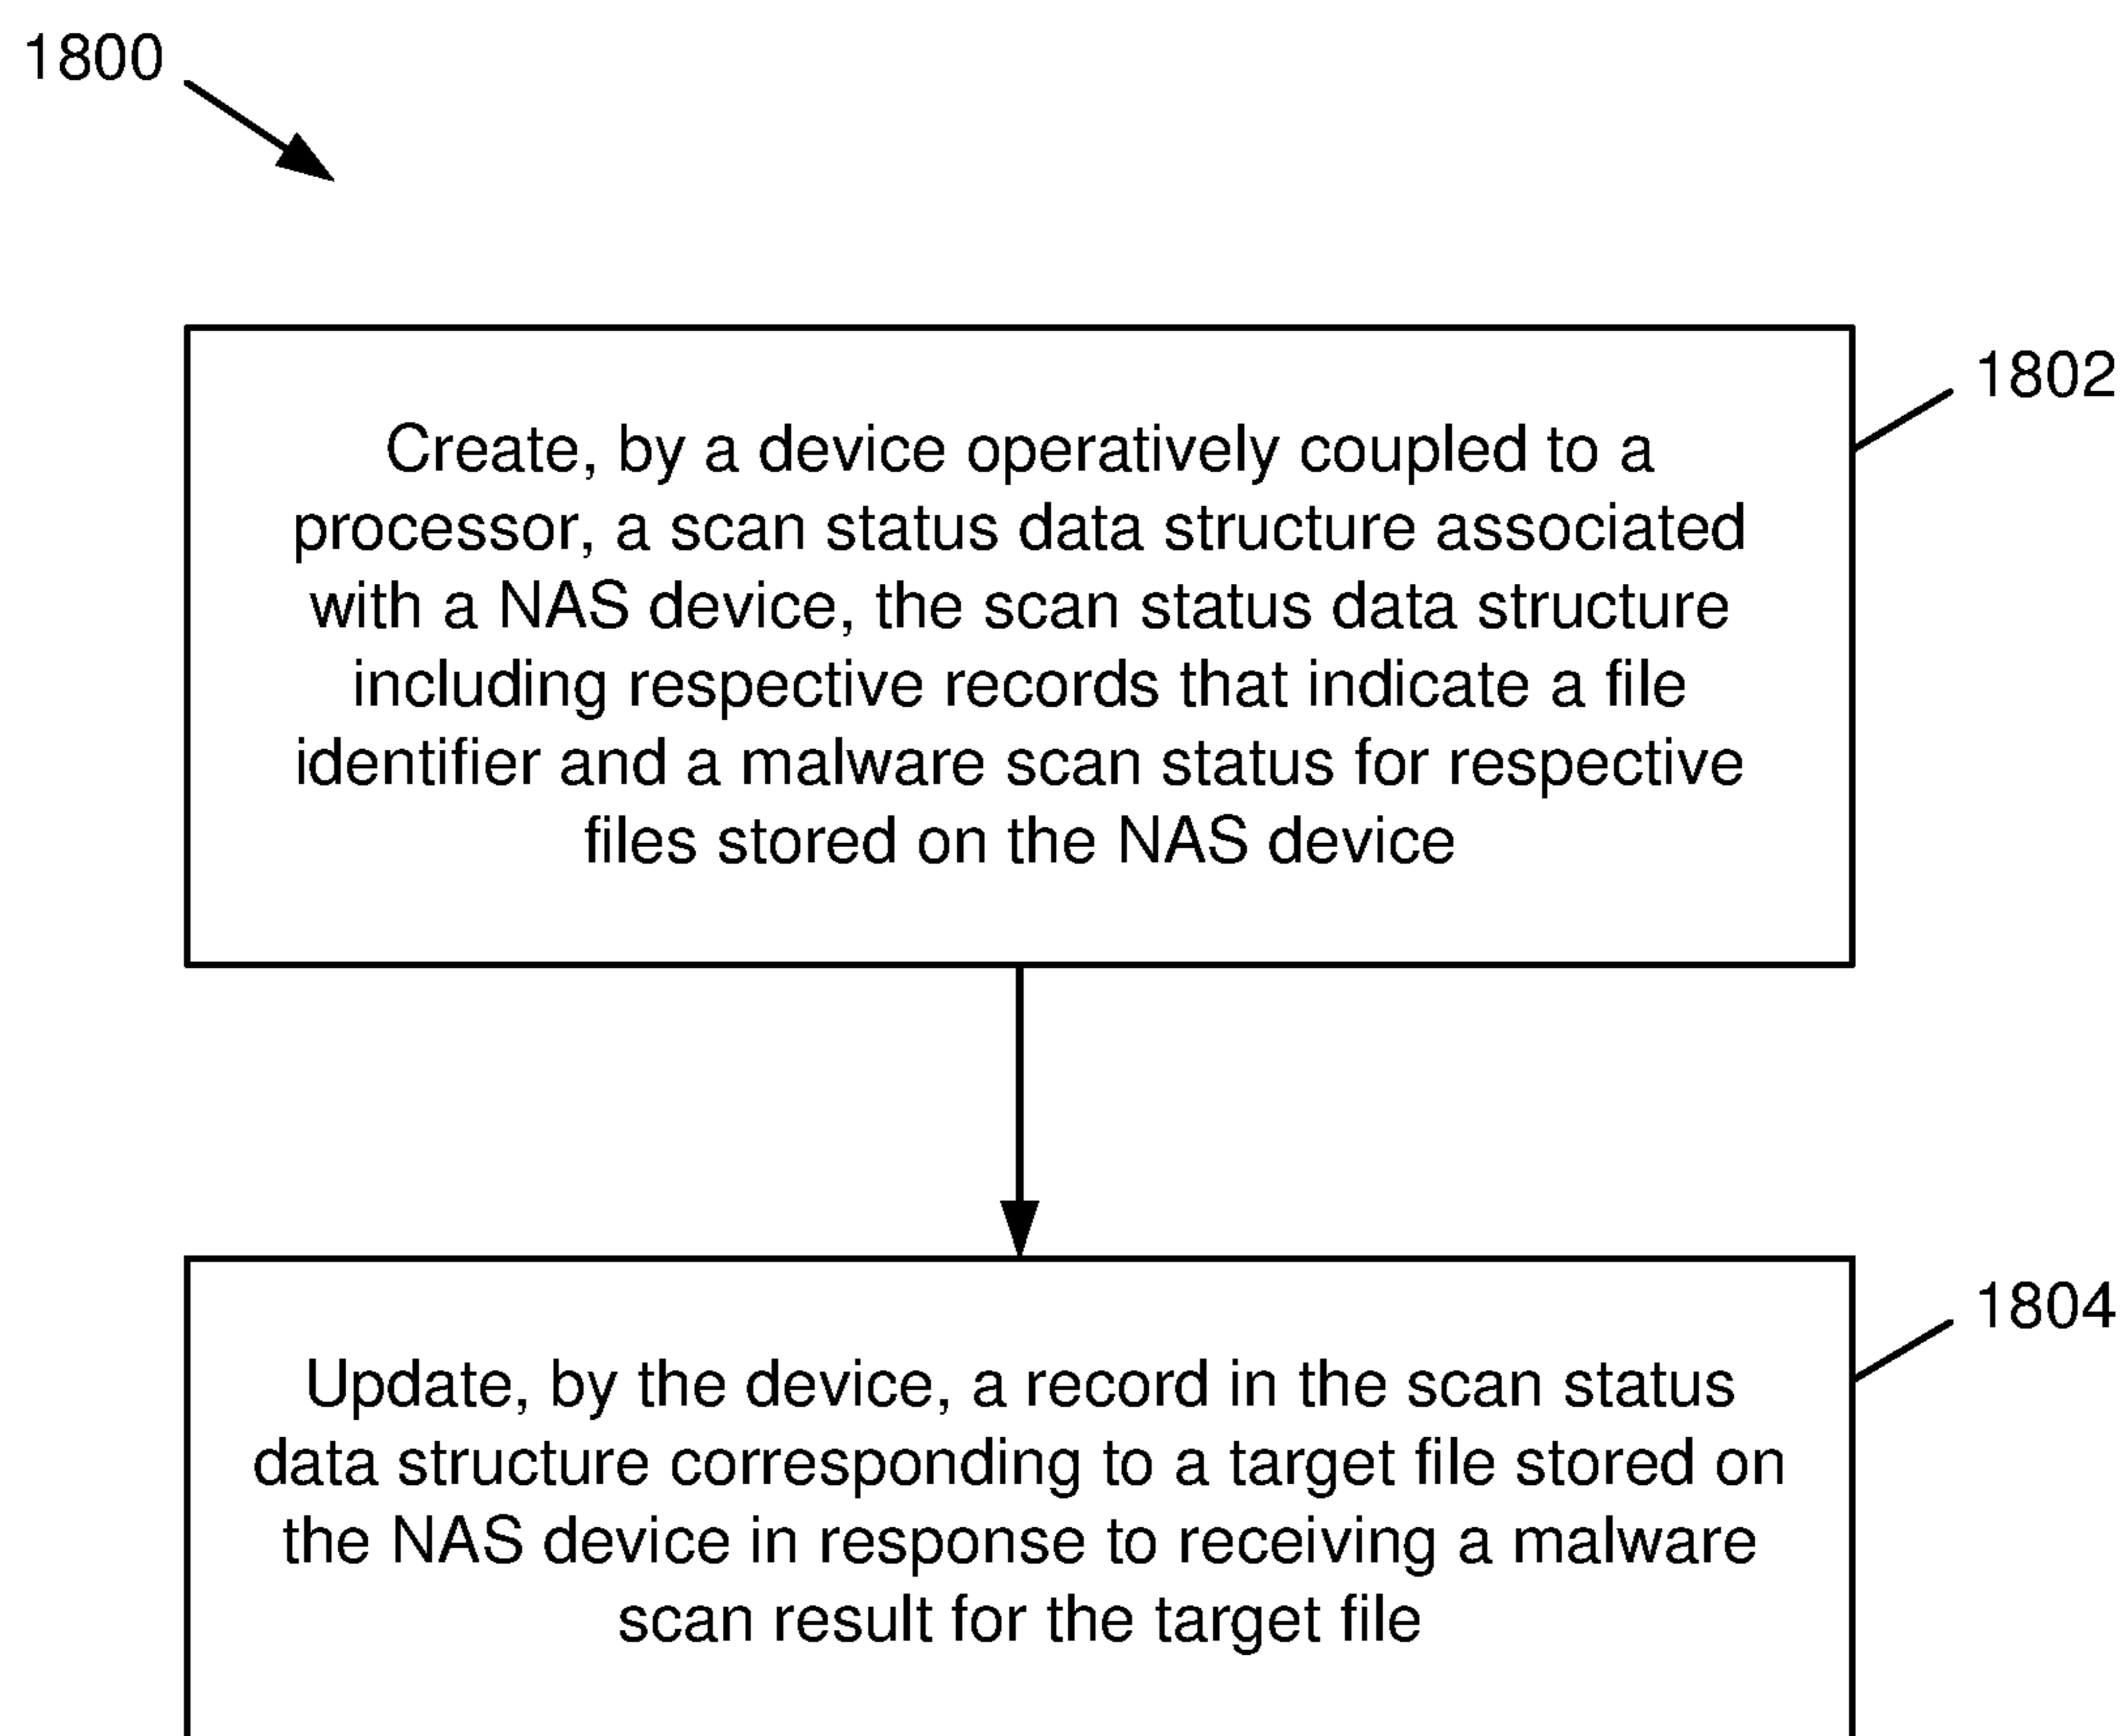 1800
1802
Create, by a device operatively coupled to a
processor, a scan status data structure associated
with a NAS device, the scan status data structure
including respective records that indicate a file
identifier and a malware scan status for respective
files stored on the NAS device
1804
Update, by the device, a record in the scan status
data structure corresponding to a target file stored on
the NAS device in response to receiving a malware
scan result for the target file